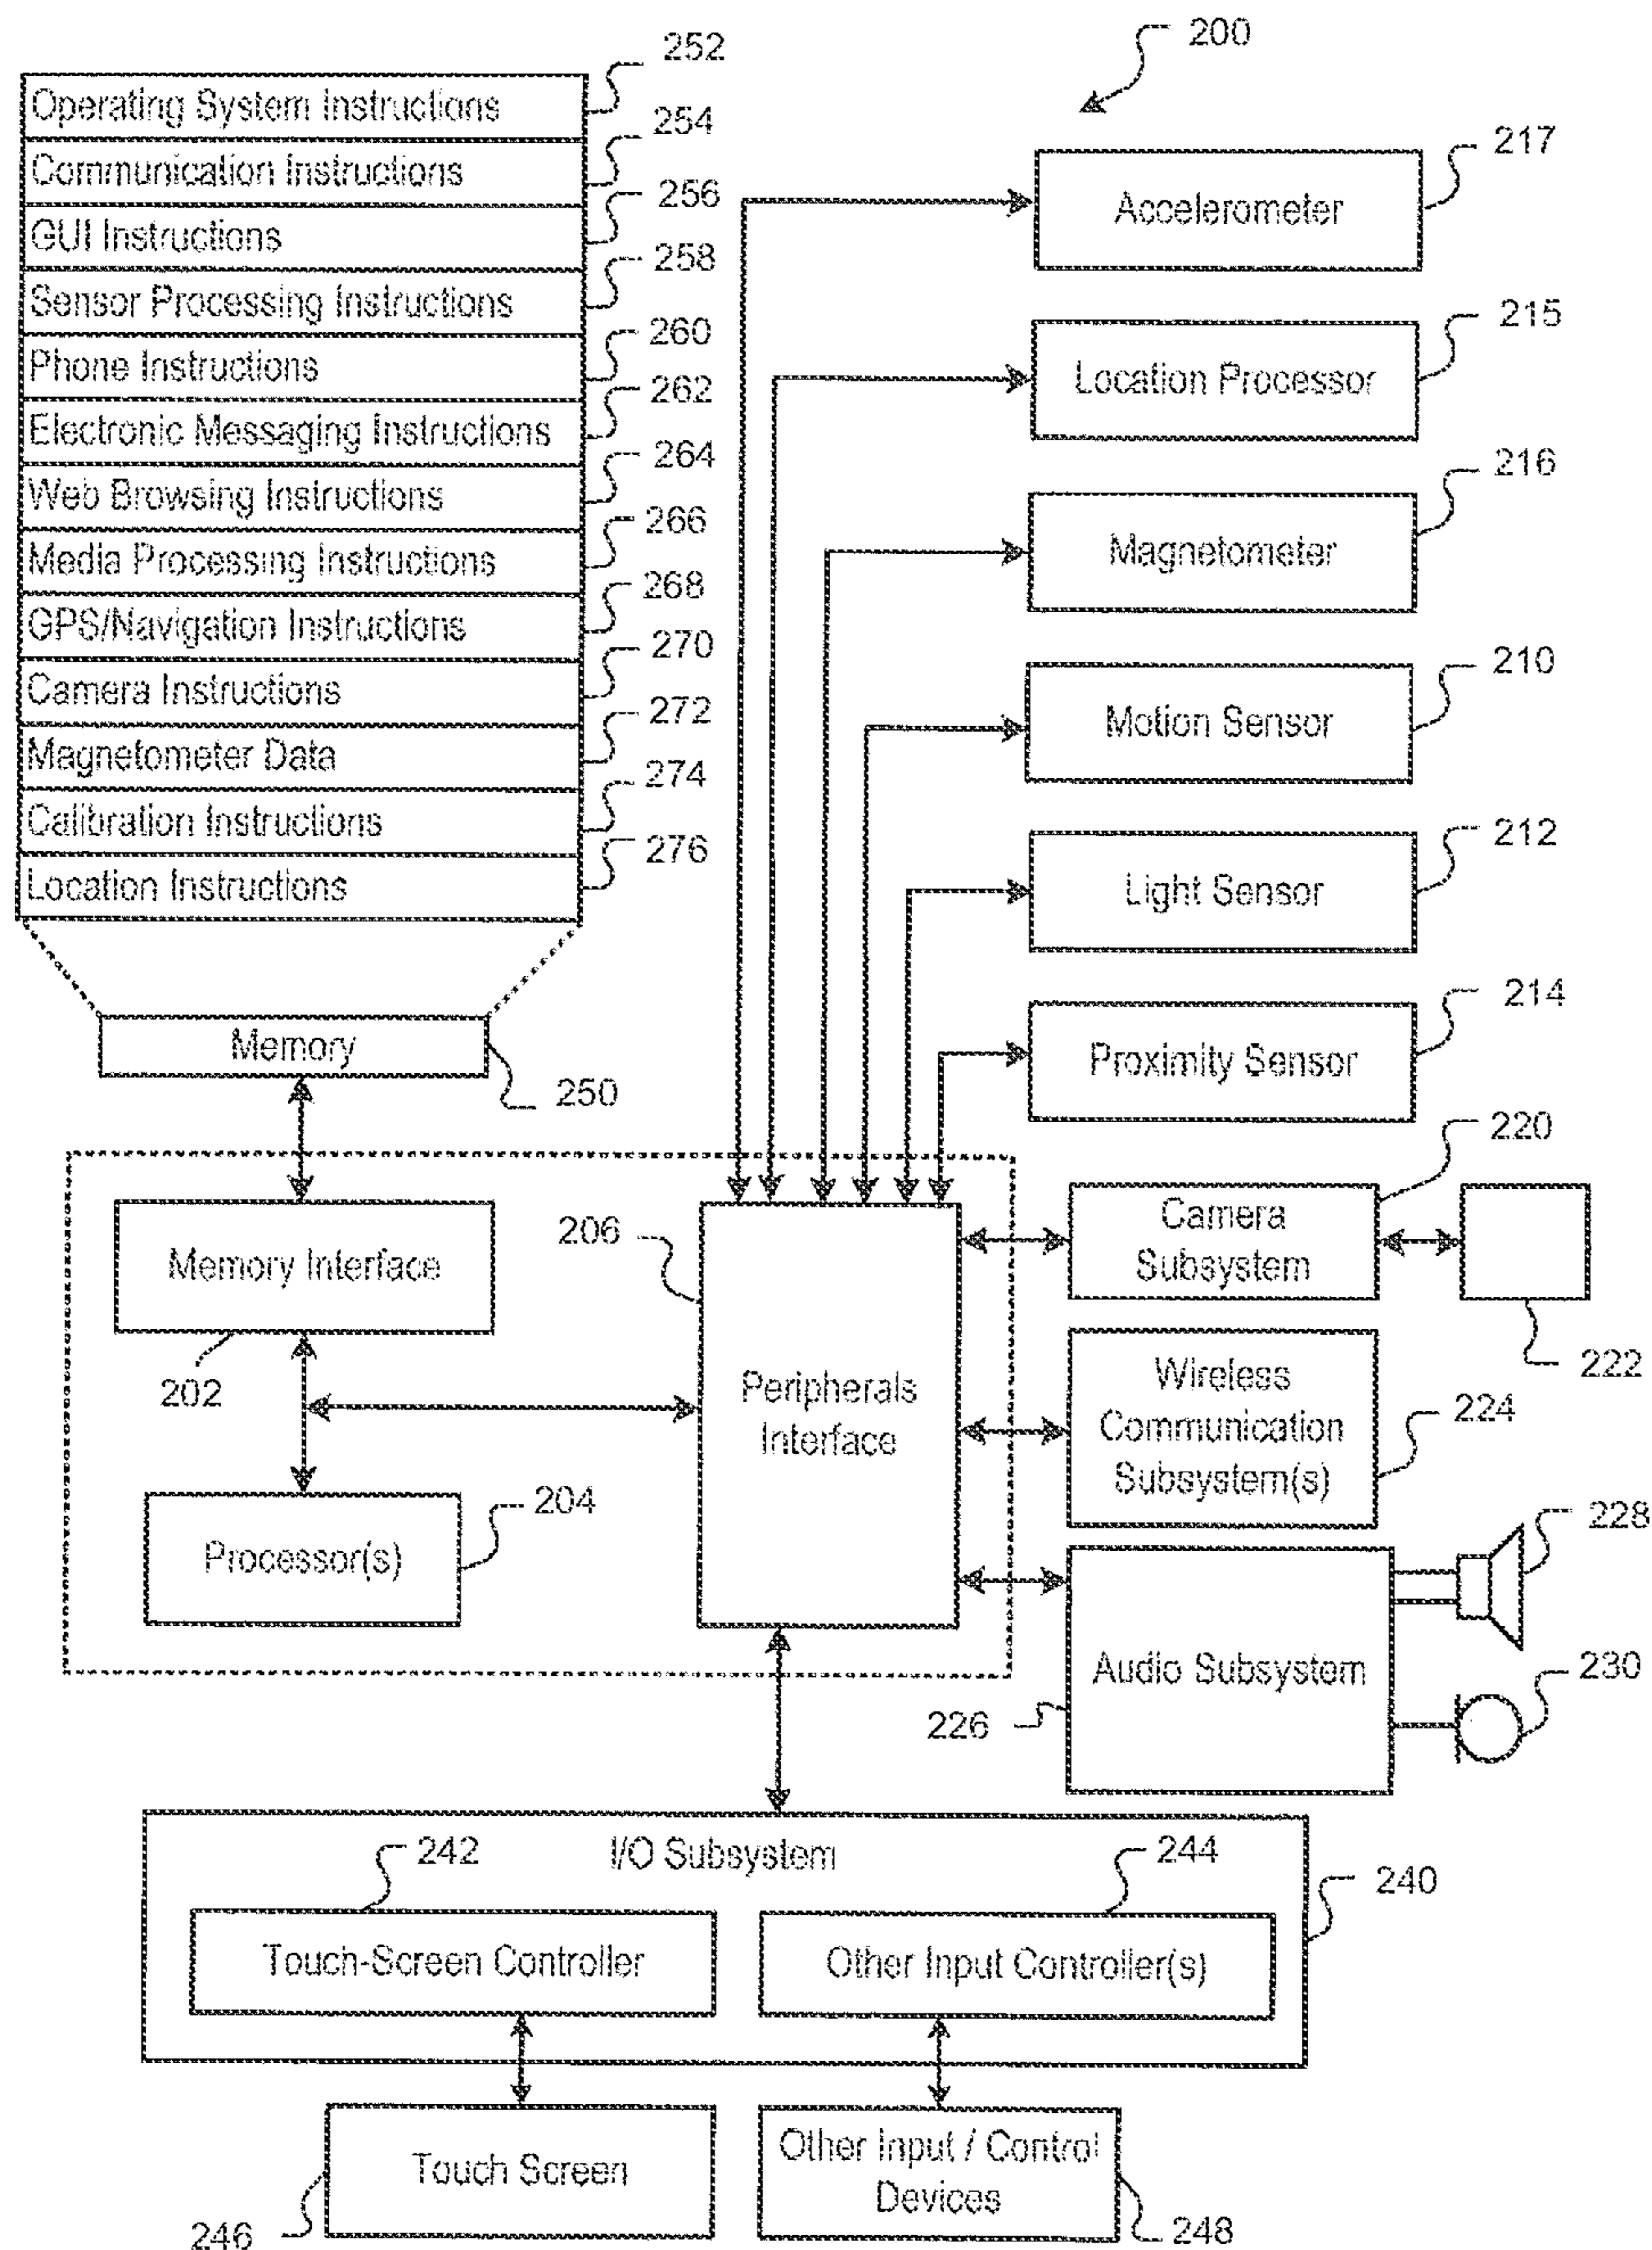 200
Operating System Instructions
252
Communication Instructions
254
GUI Instructions
256
Sensor Processing Instructions
258
Phone Instructions
260
Electronic Messaging Instructions
262
Web Browsing Instructions
264
Media Processing Instructions
266
GPS/Navigation Instructions
268
Camera Instructions
270
Magnetometer Data
272
Calibration Instructions
274
Location Instructions
276
Memory
250
Accelerometer
217
Location Processor
215
Magnetometer
216
Motion Sensor
210
Light Sensor
212
Proximity Sensor
214
Memory Interface
202
Processor(s)
204
206
Peripherals
Interface
Camera
Subsystem
220
222
Wireless
Communication
Subsystem(s)
224
Audio Subsystem
226
228
230
I/O Subsystem
240
242
Touch-Screen Controller
244
Other Input Controller(s)
Touch Screen
246
Other Input / Control
Devices
248